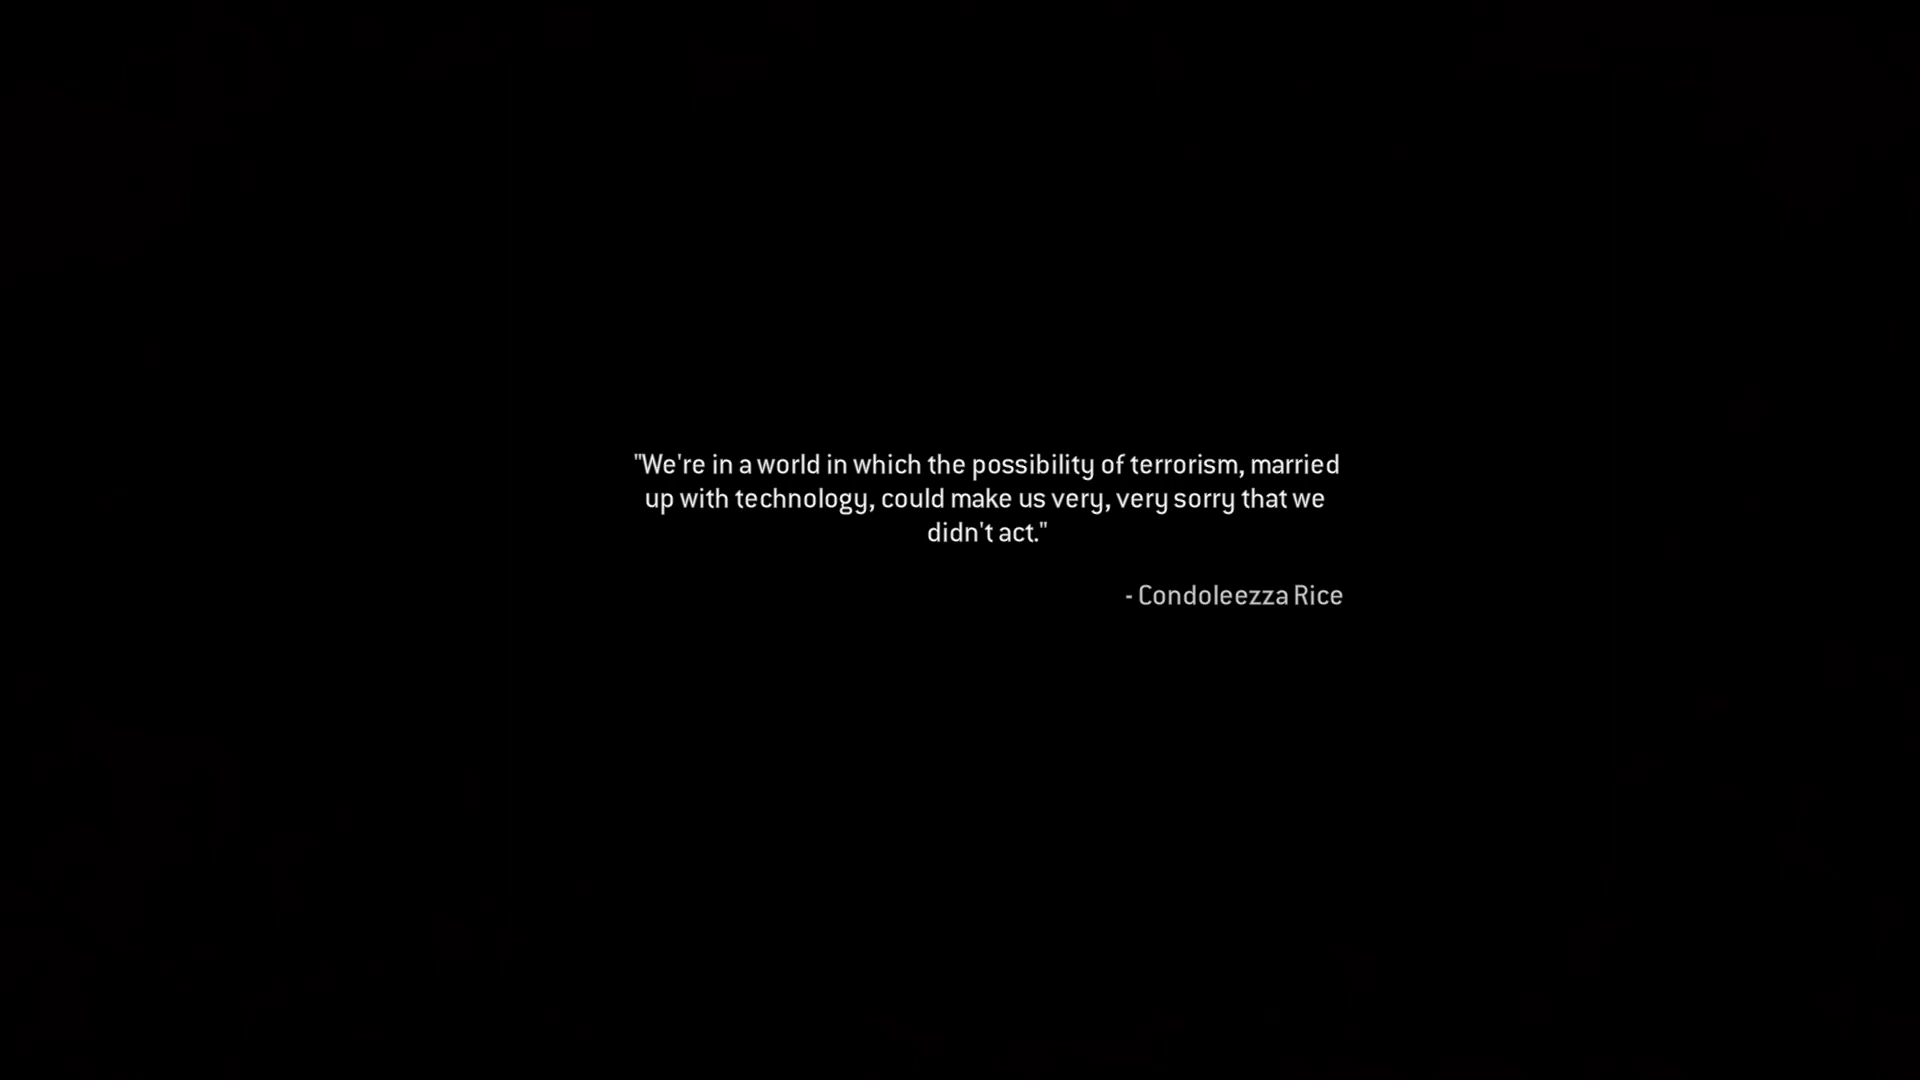 "We're in a world in which the possibility of terrorism, married
up with technology, could make us very, very sorry that we
didn't act."
- Condoleezza Rice